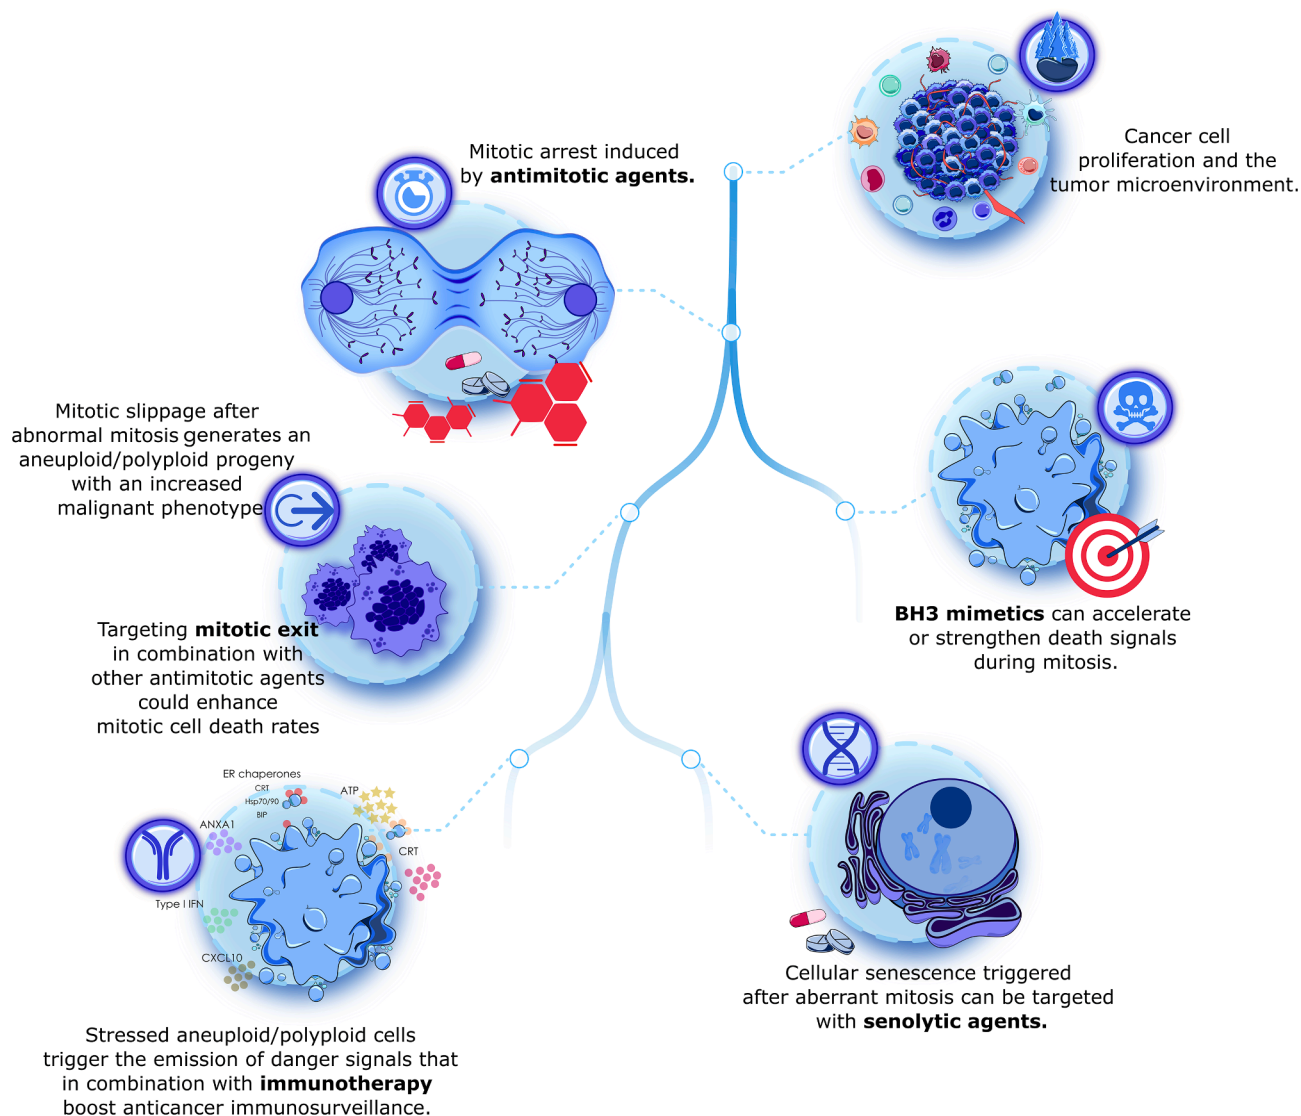 Cancer cell
proliferation and the
tumor microenvironment.
Mitotic arrest induced
by antimitotic agents.
Mitotic slippage after
abnormal mitosis generates an
aneuploid/polyploid progeny
with an increased
malignant phenotype
Targeting mitotic exit
in combination with
other antimitotic agents
could enhance
mitotic cell death rates
BH3 mimetics can accelerate
or strengthen death signals
during mitosis.
ER chaperones
CRT
Hsp70/90
BIP
ATP
ANXA1
CRT
Type I IFN
CXCL10
Stressed aneuploid/polyploid cells
trigger the emission of danger signals that
in combination with immunotherapy
boost anticancer immunosurveillance.
Cellular senescence triggered
after aberrant mitosis can be targeted
with senolytic agents.